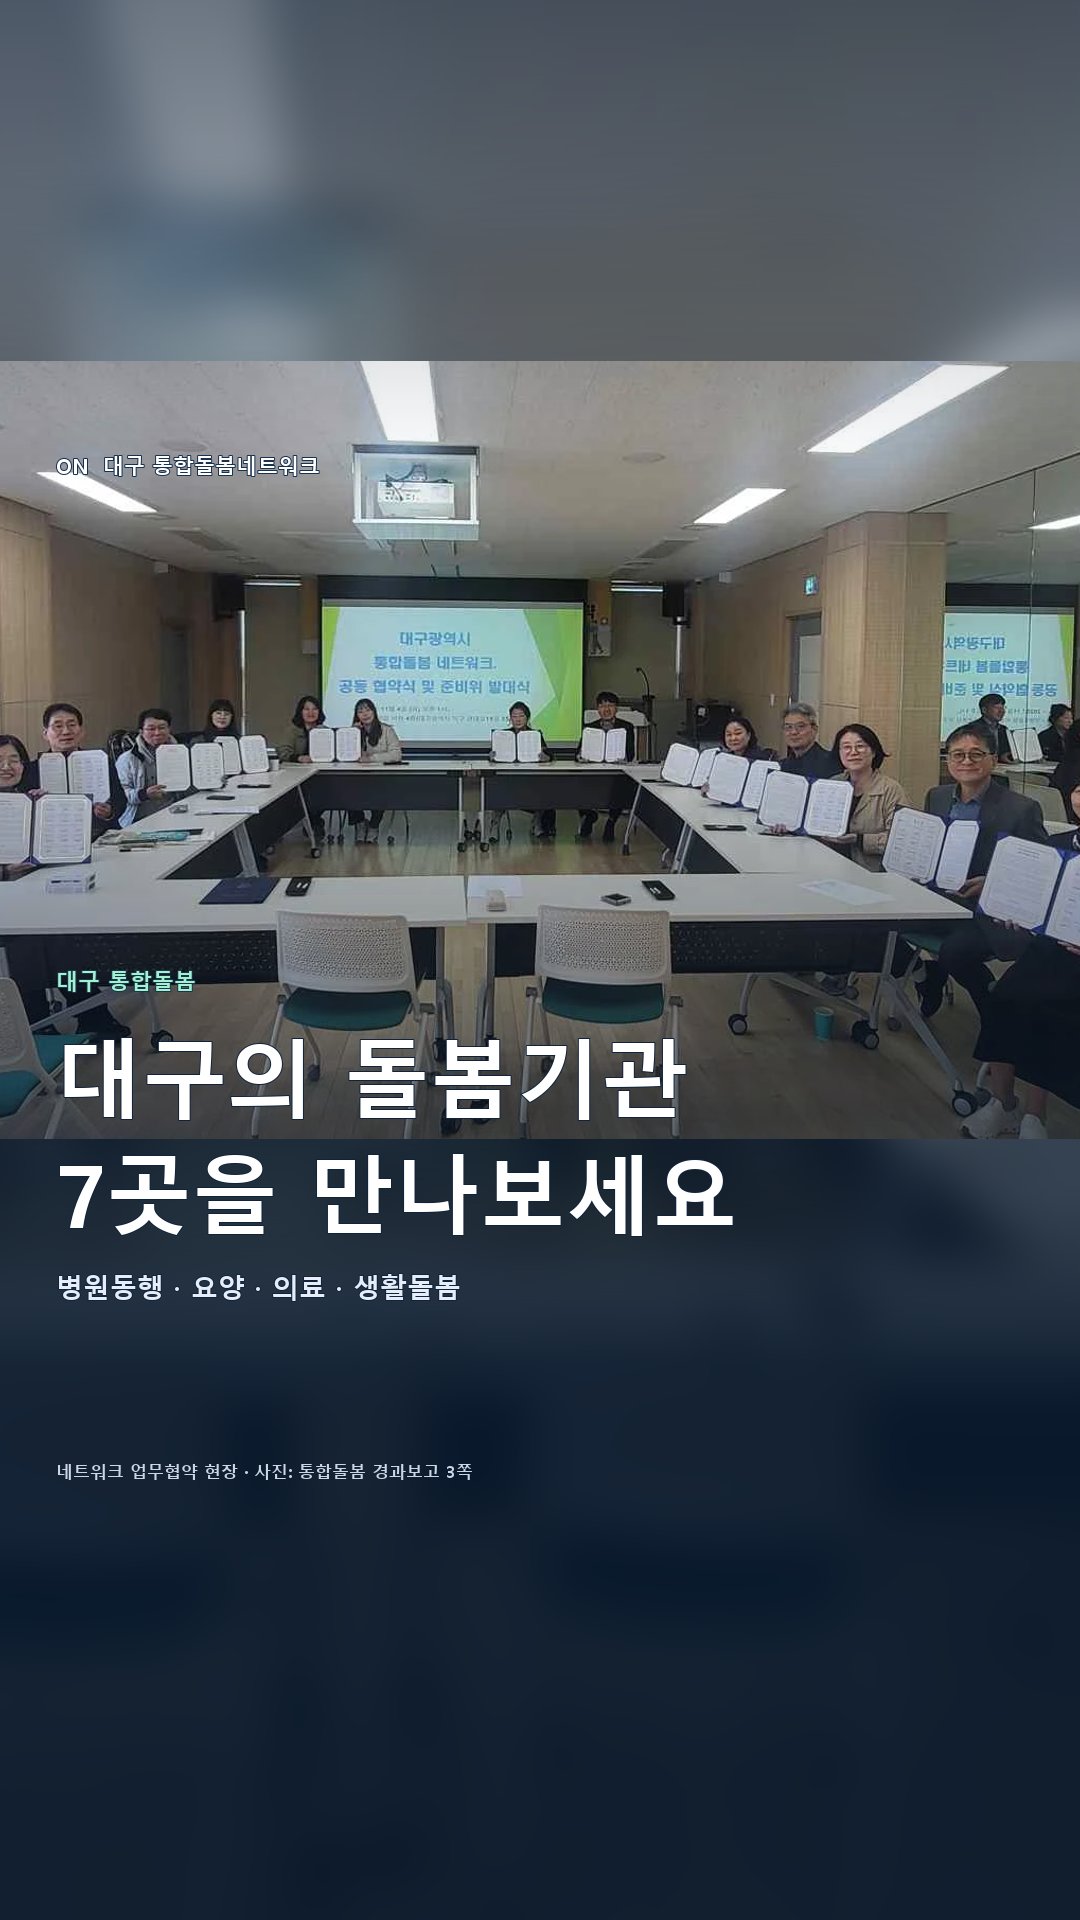 ON 대구 통합돌봄네트워크
대구광역시
통합돌봄 네트워크.
공동 협약식 및 준비위 발대식
대구 통합돌봄
대구의 돌봄기관
7곳을 만나보세요
병원동행 · 요양 · 의료 · 생활돌봄
네트워크 업무협약 현장 · 사진: 통합돌봄 경과보고 3쪽